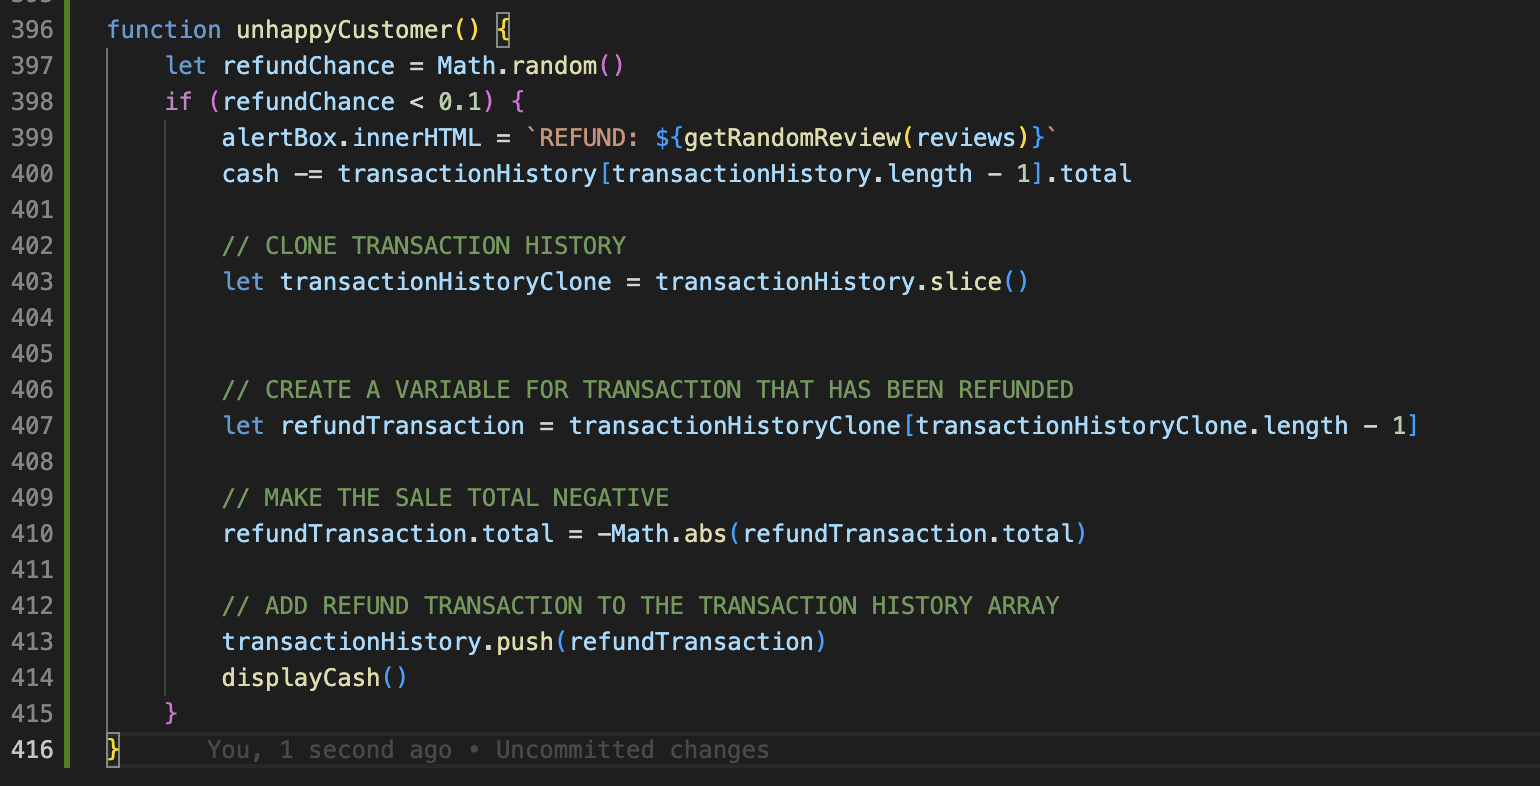 396 function unhappyCustomer() {
397 let refundChance = Math.random()
398 if (refundChance < 0.1) {
399 alertBox.innerHTML = `REFUND: ${getRandomReview(reviews)}`
400 cash -= transactionHistory[transactionHistory.length - 1].total
401
402 // CLONE TRANSACTION HISTORY
403 let transactionHistoryClone = transactionHistory.slice()
404
405
406 // CREATE A VARIABLE FOR TRANSACTION THAT HAS BEEN REFUNDED
407 let refundTransaction = transactionHistoryClone[transactionHistoryClone.length - 1]
408
409 // MAKE THE SALE TOTAL NEGATIVE
410 refundTransaction.total = -Math.abs(refundTransaction.total)
411
412 // ADD REFUND TRANSACTION TO THE TRANSACTION HISTORY ARRAY
413 transactionHistory.push(refundTransaction)
414 displayCash()
415 }
416 } You, 1 second ago • Uncommitted changes